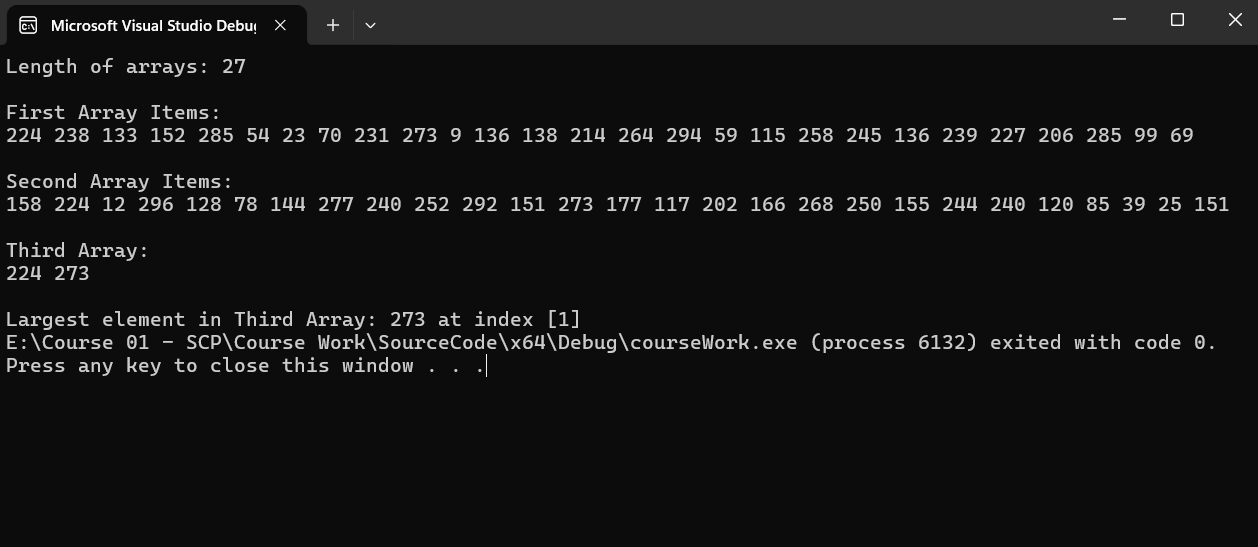 Microsoft Visual Studio Debug
Length of arrays: 27
First Array Items:
224 238 133 152 285 54 23 70 231 273 9 136 138 214 264 294 59 115 258 245 136 239 227 206 285 99 69
Second Array Items:
158 224 12 296 128 78 144 277 240 252 292 151 273 177 117 202 166 268 250 155 244 240 120 85 39 25 151
Third Array:
224 273
Largest element in Third Array: 273 at index [1]
E:\Course 01 - SCP\Course Work\SourceCode\x64\Debug\courseWork.exe (process 6132) exited with code 0.
Press any key to close this window . . .